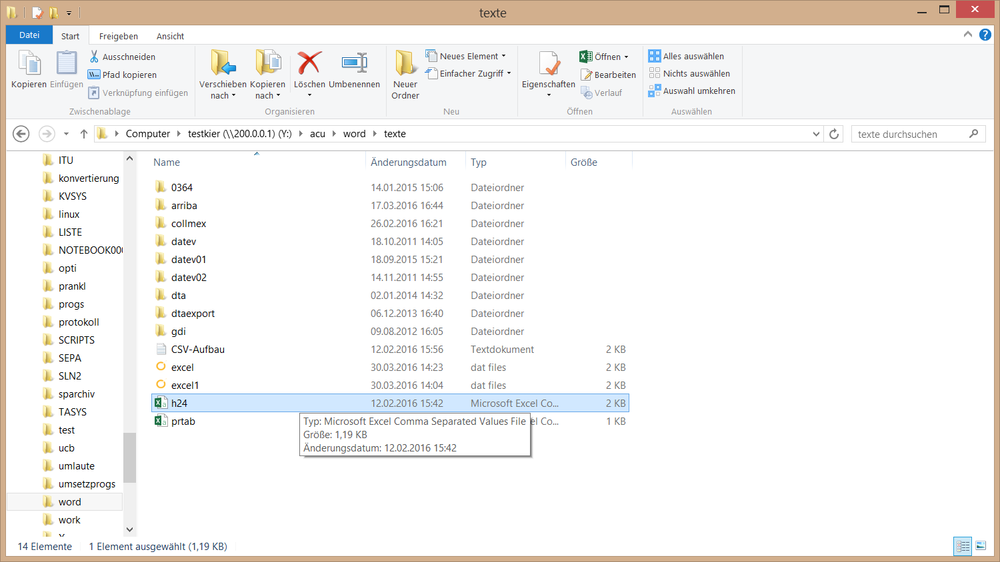 texte
Datei Start Freigeben Ansicht
Kopieren Einfügen Ausschneiden Pfad kopieren Verknüpfung einfügen
Zwischenablage
Verschieben nach Kopieren nach Löschen Umbenennen
Organisieren
Neuer Ordner Neues Element Einfacher Zugriff
Neu
Eigenschaften Öffnen Bearbeiten Verlauf
Öffnen
Alles auswählen
Nichts auswählen
Auswahl umkehren
Auswählen
Computer testkier (\\200.0.0.1) (Y:) acu word texte
texte durchsuchen
ITU
konvertierung
KVSYS
linux
LISTE
NOTEBOOK00
opti
prankl
progs
protokoll
SCRIPTS
SEPA
SLN2
sparchiv
TASYS
test
ucb
umlaute
umsetzprogs
word
work
Name Änderungsdatum Typ Größe
0364 14.01.2015 15:06 Dateiordner
arriba 17.03.2016 16:44 Dateiordner
collmex 26.02.2016 16:21 Dateiordner
datev 18.10.2011 14:05 Dateiordner
datev01 18.09.2015 15:21 Dateiordner
datev02 14.11.2011 14:55 Dateiordner
dta 02.01.2014 14:32 Dateiordner
dtaexport 06.12.2013 16:40 Dateiordner
gdi 09.08.2012 16:05 Dateiordner
CSV-Aufbau 12.02.2016 15:56 Textdokument 2 KB
excel 30.03.2016 14:23 dat files 2 KB
excel1 30.03.2016 14:04 dat files 2 KB
h24 12.02.2016 15:42 Microsoft Excel Co... 2 KB
prtab el Co... 1 KB
Typ: Microsoft Excel Comma Separated Values File
Größe: 1,19 KB
Änderungsdatum: 12.02.2016 15:42
14 Elemente 1 Element ausgewählt (1,19 KB)